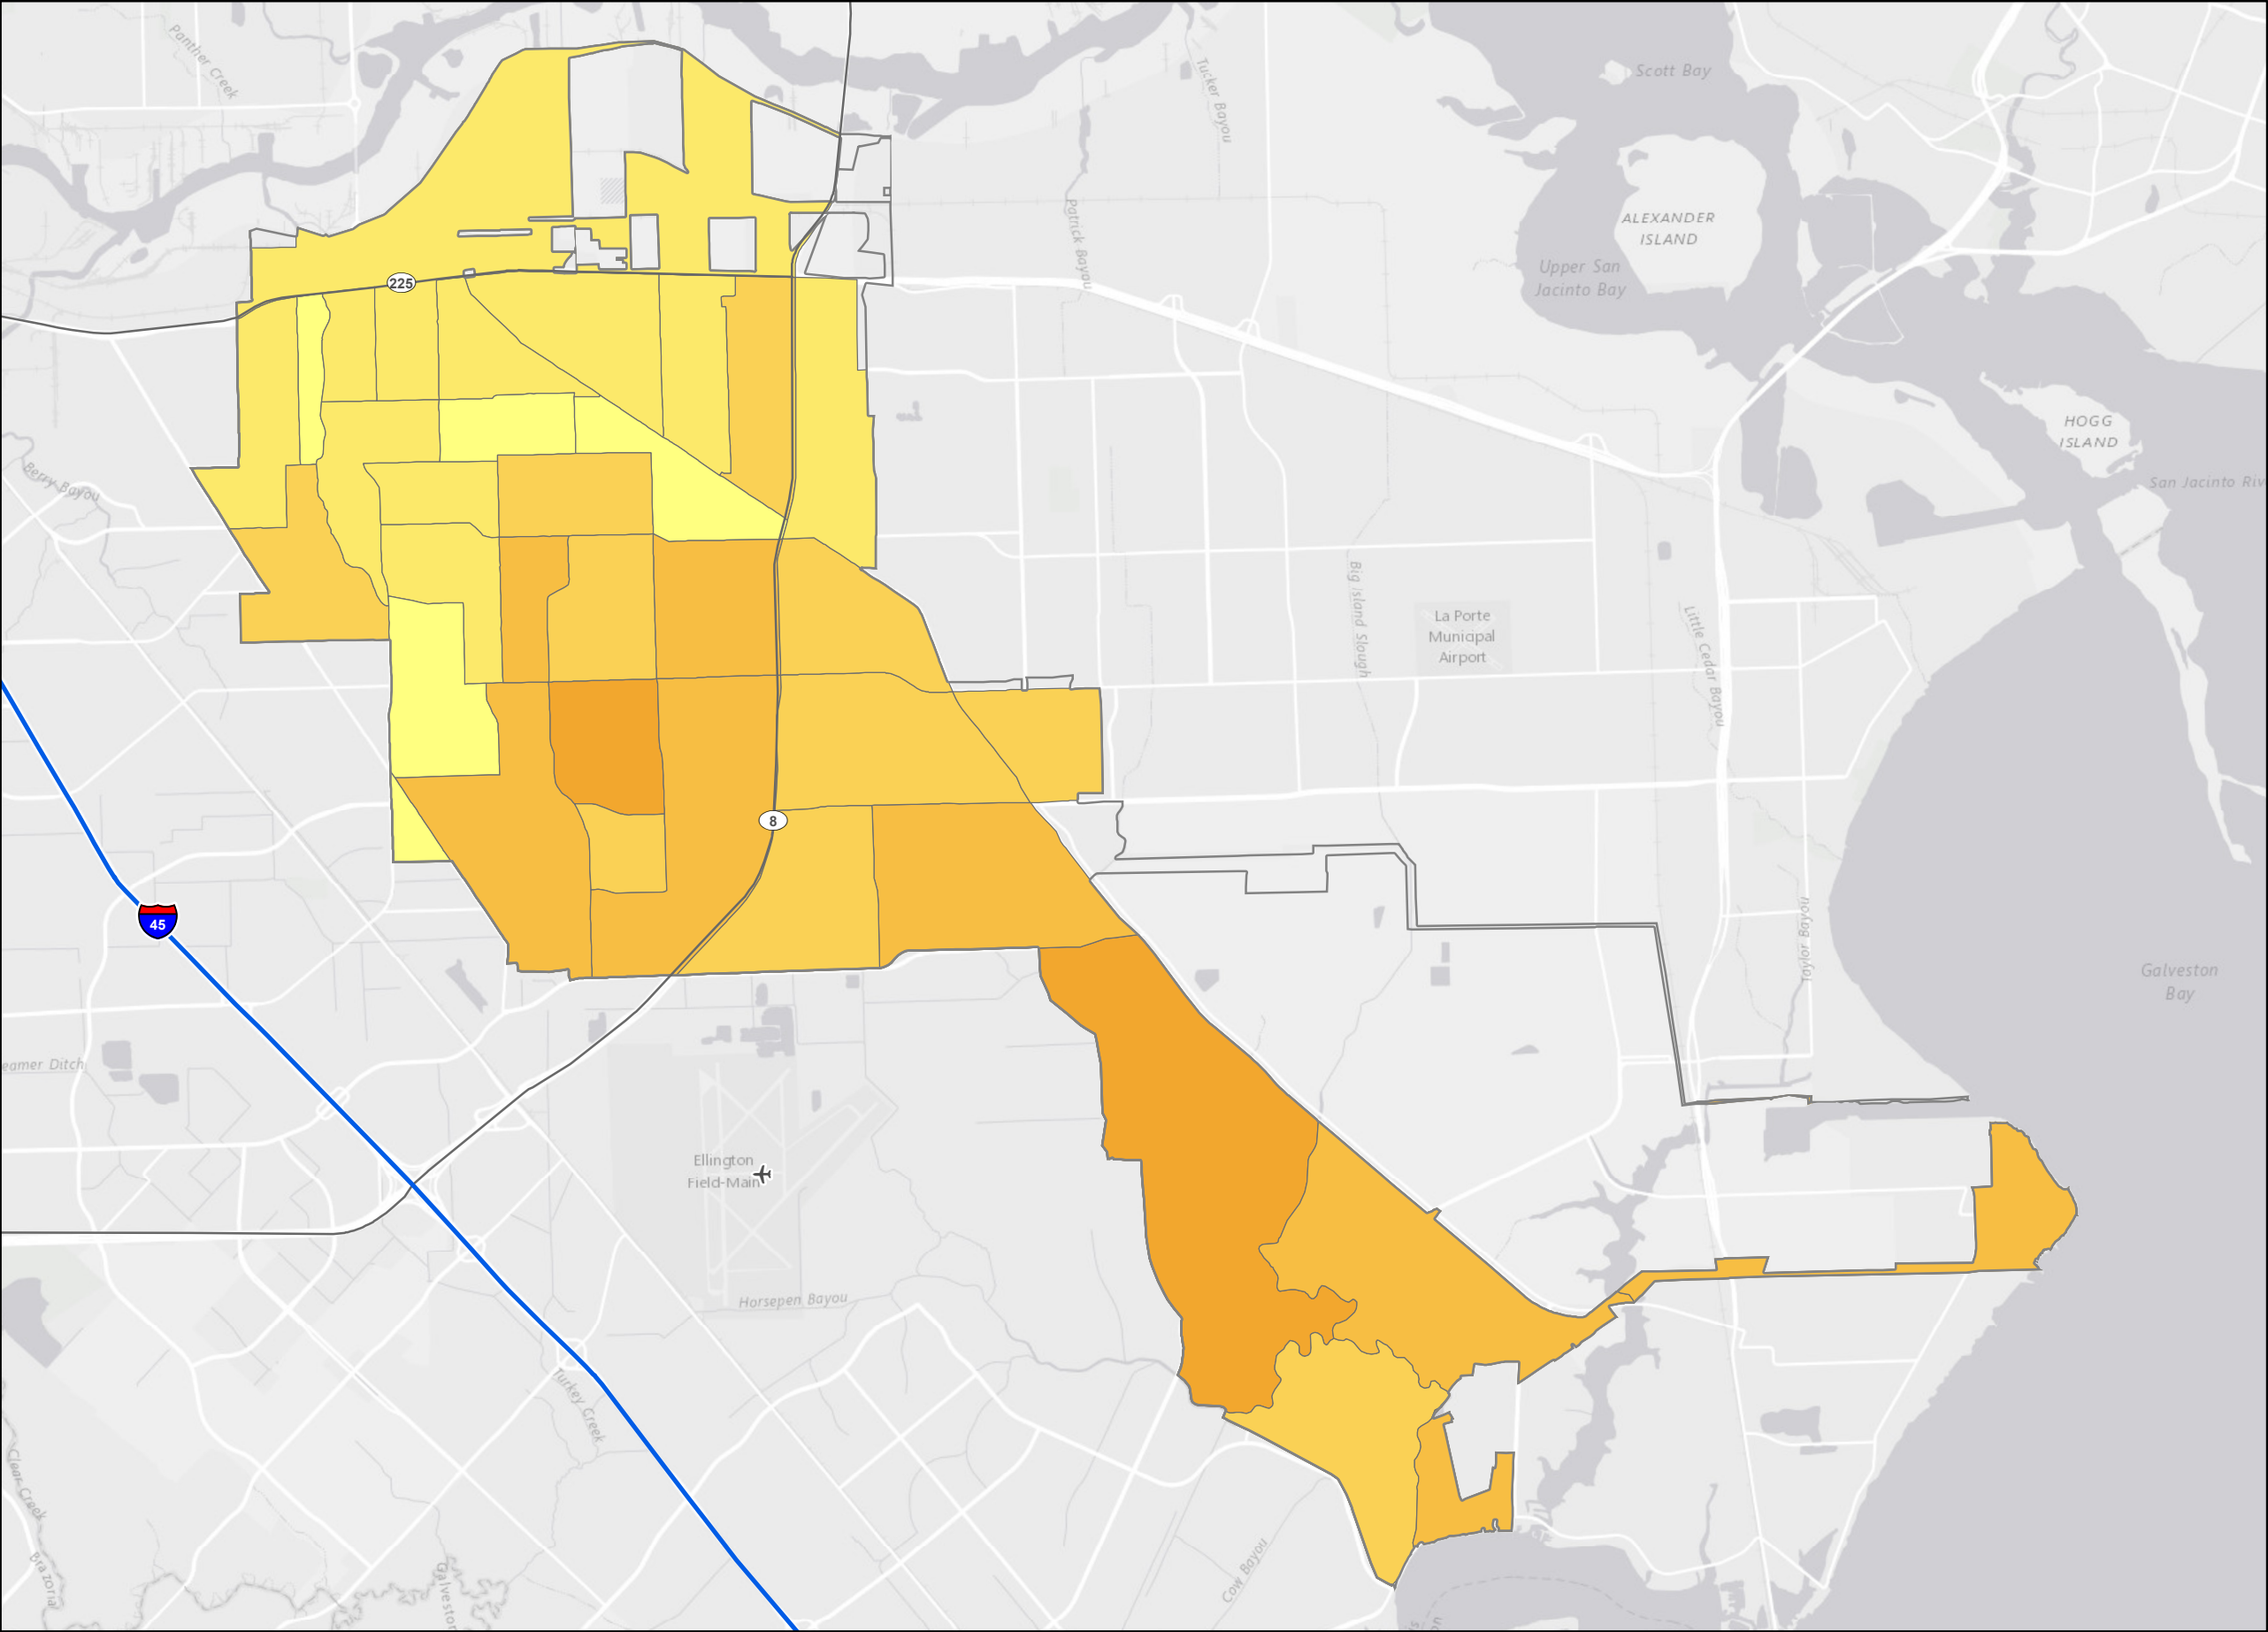 Panther Creek
Tucker Bayou
Scott Bay
ALEXANDER
ISLAND
Patrick Bayou
Upper San
Jacinto Bay
225
HOGG
ISLAND
Berry Bayou
San Jacinto Riv
Big Island Slough
La Porte
Municipal
Airport
Little Cedar Bayou
8
45
Taylor Bayou
Galveston
Bay
eamer Ditch
Ellington
Field-Main
Horsepen Bayou
Turkey Creek
Clear Creek
Cow Bayou
Brazoria
Galveston